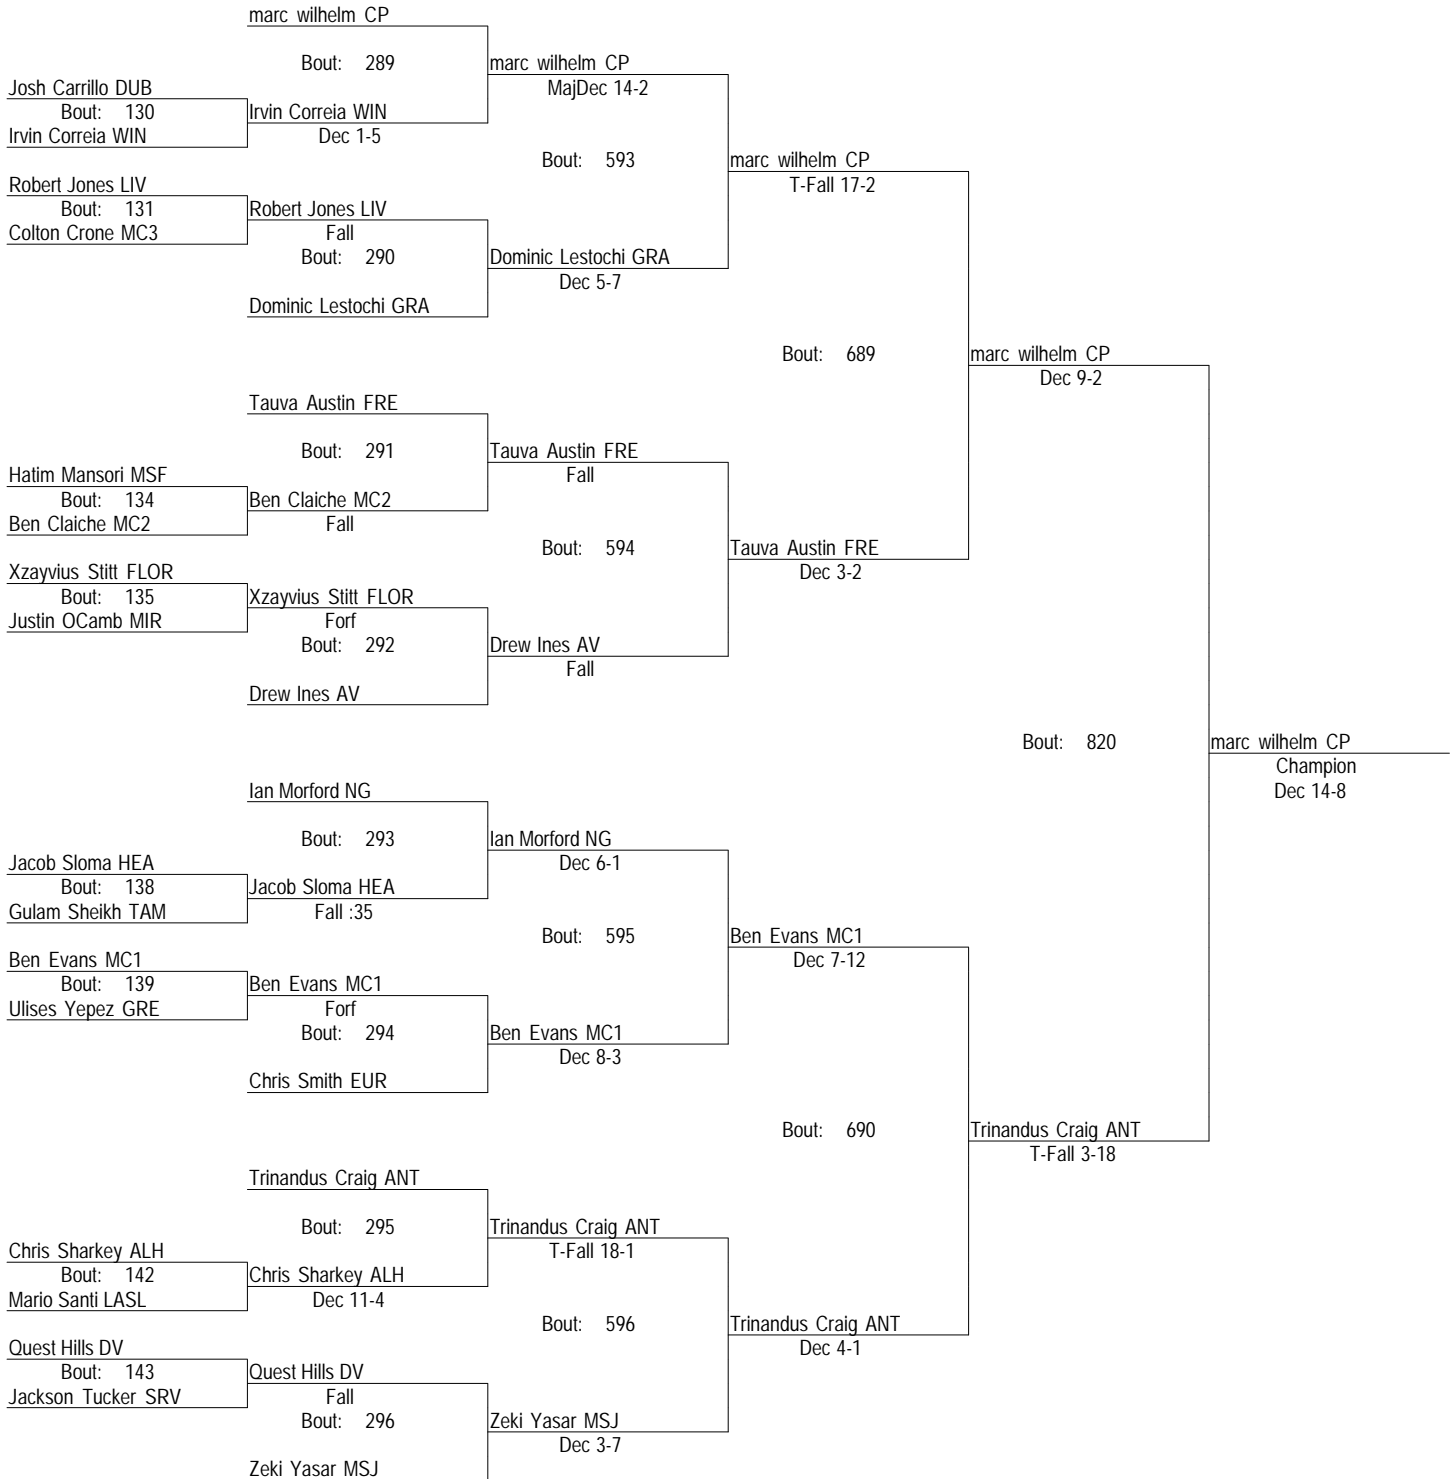 marc wilhelm CP
Bout: 289
marc wilhelm CP
Josh Carrillo DUB
MajDec 14-2
Bout: 130
Irvin Correia WIN
Irvin Correia WIN
Dec 1-5
Bout: 593
marc wilhelm CP
Robert Jones LIV
T-Fall 17-2
Bout: 131
Robert Jones LIV
Colton Crone MC3
Fall
Bout: 290
Dominic Lestochi GRA
Dec 5-7
Dominic Lestochi GRA
Bout: 689
marc wilhelm CP
Dec 9-2
Tauva Austin FRE
Bout: 291
Tauva Austin FRE
Hatim Mansori MSF
Fall
Bout: 134
Ben Claiche MC2
Ben Claiche MC2
Fall
Bout: 594
Tauva Austin FRE
Xzayvius Stitt FLOR
Dec 3-2
Bout: 135
Xzayvius Stitt FLOR
Justin OCamb MIR
Forf
Bout: 292
Drew Ines AV
Fall
Drew Ines AV
Bout: 820
marc wilhelm CP
Champion
Dec 14-8
Ian Morford NG
Bout: 293
Ian Morford NG
Jacob Sloma HEA
Dec 6-1
Bout: 138
Jacob Sloma HEA
Gulam Sheikh TAM
Fall :35
Bout: 595
Ben Evans MC1
Ben Evans MC1
Dec 7-12
Bout: 139
Ben Evans MC1
Ulises Yepez GRE
Forf
Bout: 294
Ben Evans MC1
Dec 8-3
Chris Smith EUR
Bout: 690
Trinandus Craig ANT
T-Fall 3-18
Trinandus Craig ANT
Bout: 295
Trinandus Craig ANT
Chris Sharkey ALH
T-Fall 18-1
Bout: 142
Chris Sharkey ALH
Mario Santi LASL
Dec 11-4
Bout: 596
Trinandus Craig ANT
Quest Hills DV
Dec 4-1
Bout: 143
Quest Hills DV
Jackson Tucker SRV
Fall
Bout: 296
Zeki Yasar MSJ
Dec 3-7
Zeki Yasar MSJ